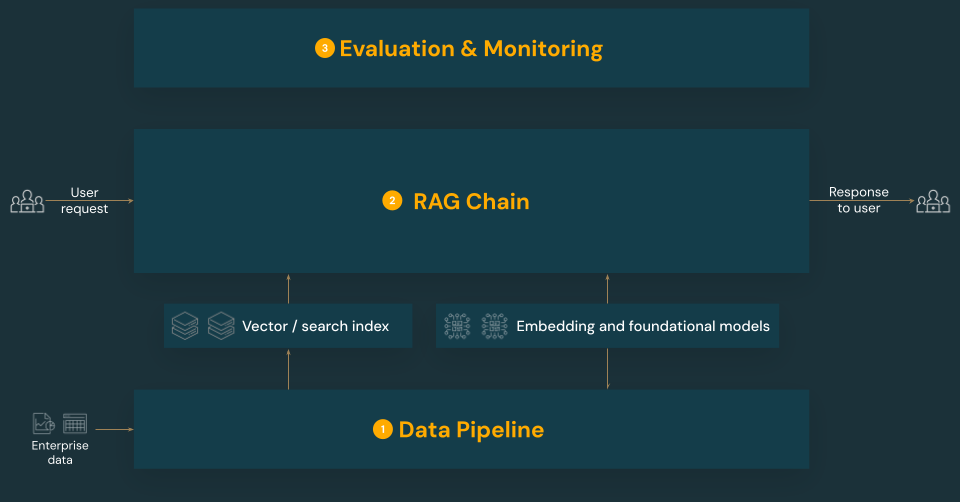 3 Evaluation & Monitoring
User
request
2 RAG Chain
Response
to user
Vector / search index
Embedding and foundational models
1 Data Pipeline
Enterprise
data